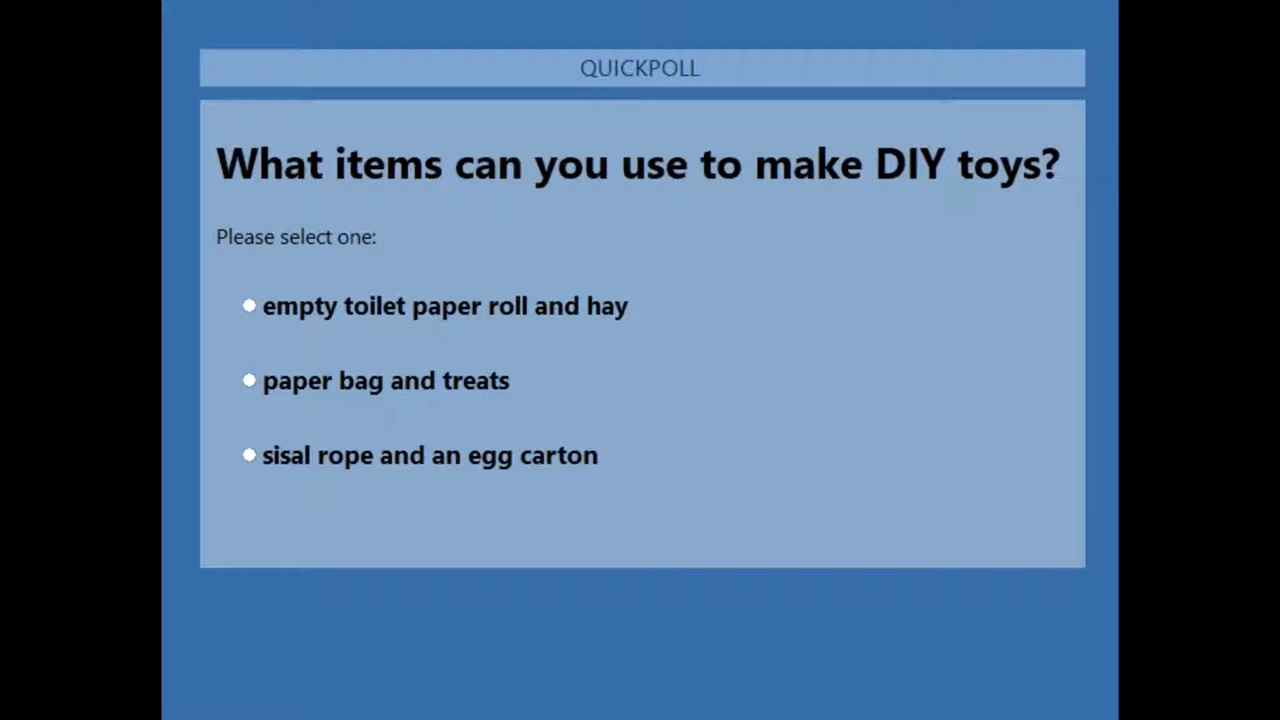 QUICKPOLL
What items can you use to make DIY toys?
Please select one:
empty toilet paper roll and hay
paper bag and treats
sisal rope and an egg carton